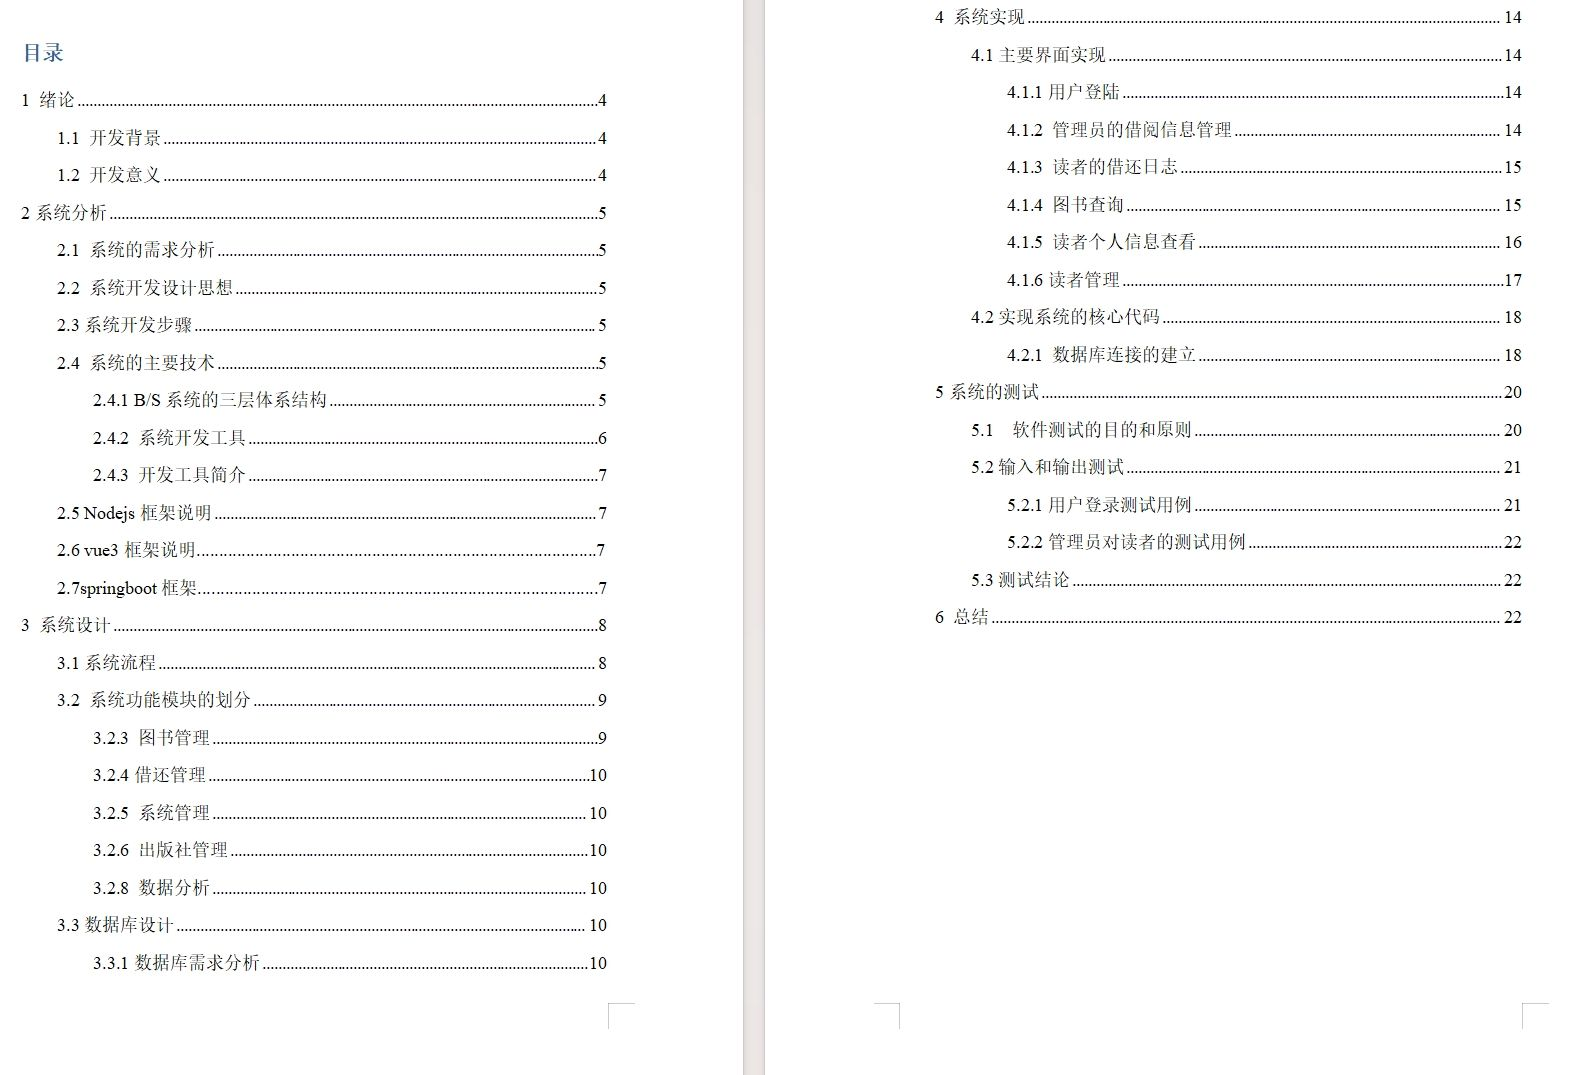 目录
1 绪论........4
1.1 开发背景........4
1.2 开发意义........4
2 系统分析........5
2.1 系统的需求分析........5
2.2 系统开发设计思想........5
2.3 系统开发步骤........5
2.4 系统的主要技术........5
2.4.1 B/S 系统的三层体系结构........5
2.4.2 系统开发工具........6
2.4.3 开发工具简介........7
2.5 Nodejs 框架说明........7
2.6 vue3 框架说明........7
2.7springboot 框架........7
3 系统设计........8
3.1 系统流程........8
3.2 系统功能模块的划分........9
3.2.3 图书管理........9
3.2.4 借还管理........10
3.2.5 系统管理........10
3.2.6 出版社管理........10
3.2.8 数据分析........10
3.3 数据库设计........10
3.3.1 数据库需求分析........10
4 系统实现........14
4.1 主要界面实现........14
4.1.1 用户登陆........14
4.1.2 管理员的借阅信息管理........14
4.1.3 读者的借还日志........15
4.1.4 图书查询........15
4.1.5 读者个人信息查看........16
4.1.6 读者管理........17
4.2 实现系统的核心代码........18
4.2.1 数据库连接的建立........18
5 系统的测试........20
5.1 软件测试的目的和原则........20
5.2 输入和输出测试........21
5.2.1 用户登录测试用例........21
5.2.2 管理员对读者的测试用例........22
5.3 测试结论........22
6 总结........22